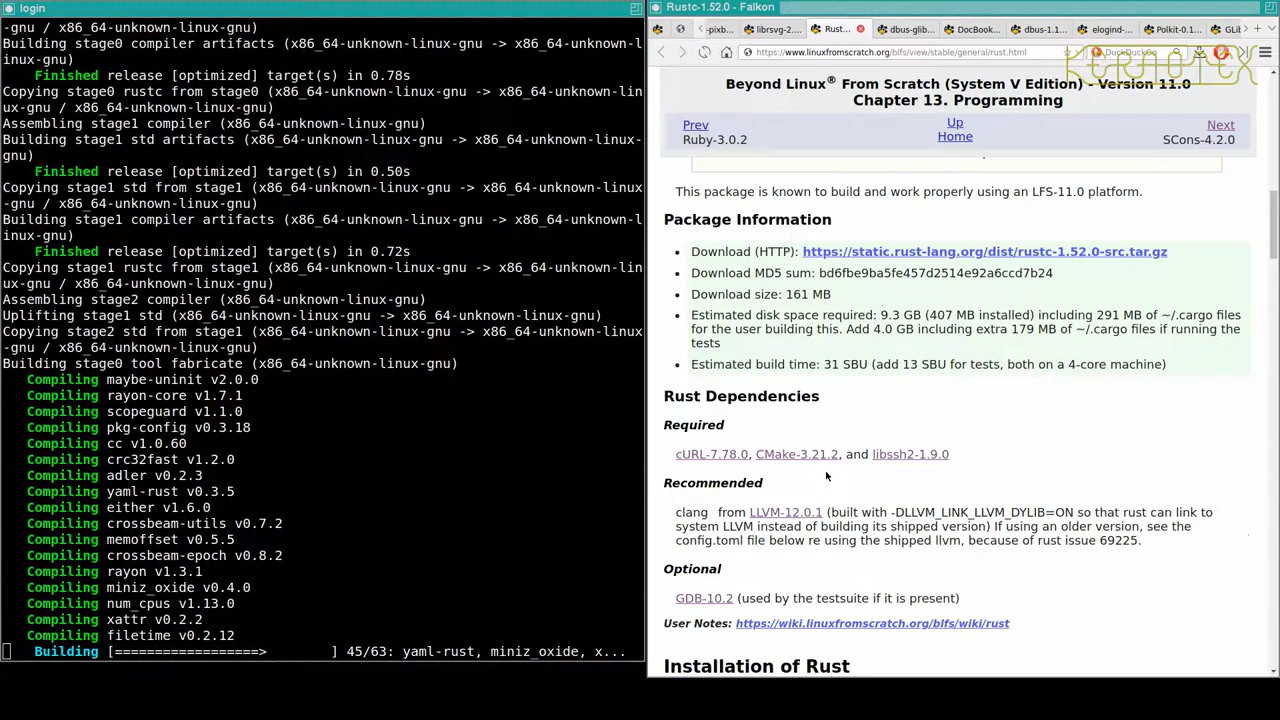 login
-gnu / x86_64-unknown-linux-gnu)
Building stage0 compiler artifacts (x86_64-unknown-linux-gnu -> x86_64-unknown-l
inux-gnu)
Finished release [optimized] target(s) in 0.78s
Copying stage0 rustc from stage0 (x86_64-unknown-linux-gnu -> x86_64-unknown-lin
ux-gnu / x86_64-unknown-linux-gnu)
Assembling stage1 compiler (x86_64-unknown-linux-gnu)
Building stage1 std artifacts (x86_64-unknown-linux-gnu -> x86_64-unknown-linux-
gnu)
Finished release [optimized] target(s) in 0.50s
Copying stage1 std from stage1 (x86_64-unknown-linux-gnu -> x86_64-unknown-linux
-gnu / x86_64-unknown-linux-gnu)
Building stage1 compiler artifacts (x86_64-unknown-linux-gnu -> x86_64-unknown-l
inux-gnu)
Finished release [optimized] target(s) in 0.72s
Copying stage1 rustc from stage1 (x86_64-unknown-linux-gnu -> x86_64-unknown-lin
ux-gnu / x86_64-unknown-linux-gnu)
Assembling stage2 compiler (x86_64-unknown-linux-gnu)
Uplifting stage1 std (x86_64-unknown-linux-gnu -> x86_64-unknown-linux-gnu)
Copying stage2 std from stage1 (x86_64-unknown-linux-gnu -> x86_64-unknown-linux
-gnu / x86_64-unknown-linux-gnu)
Building stage0 tool fabricate (x86_64-unknown-linux-gnu)
Compiling maybe-uninit v2.0.0
Compiling rayon-core v1.7.1
Compiling scopeguard v1.1.0
Compiling pkg-config v0.3.18
Compiling cc v1.0.60
Compiling crc32fast v1.2.0
Compiling adler v0.2.3
Compiling yaml-rust v0.3.5
Compiling either v1.6.0
Compiling crossbeam-utils v0.7.2
Compiling memoffset v0.5.5
Compiling crossbeam-epoch v0.8.2
Compiling rayon v1.3.1
Compiling miniz_oxide v0.4.0
Compiling num_cpus v1.13.0
Compiling xattr v0.2.2
Compiling filetime v0.2.12
Building [==================> ] 45/63: yaml-rust, miniz_oxide, x...
Rustc-1.52.0 - Falkon
-pixb... librsvg-2... Rust... dbus-glib... DocBook... dbus-1.1... elogind-... Polkit-0.1... GLi
https://www.linuxfromscratch.org/blfs/view/stable/general/rust.html DuckDuckGo
KERNOTEX
Beyond Linux® From Scratch (System V Edition) - Version 11.0
Chapter 13. Programming
Prev Up Next
Ruby-3.0.2 Home SCons-4.2.0
This package is known to build and work properly using an LFS-11.0 platform.
Package Information
• Download (HTTP): https://static.rust-lang.org/dist/rustc-1.52.0-src.tar.gz
• Download MD5 sum: bd6fbe9ba5fe457d2514e92a6ccd7b24
• Download size: 161 MB
• Estimated disk space required: 9.3 GB (407 MB installed) including 291 MB of ~/.cargo files
for the user building this. Add 4.0 GB including extra 179 MB of ~/.cargo files if running the
tests
• Estimated build time: 31 SBU (add 13 SBU for tests, both on a 4-core machine)
Rust Dependencies
Required
cURL-7.78.0, CMake-3.21.2, and libssh2-1.9.0
Recommended
clang from LLVM-12.0.1 (built with -DLLVM_LINK_LLVM_DYLIB=ON so that rust can link to
system LLVM instead of building its shipped version) If using an older version, see the
config.toml file below re using the shipped llvm, because of rust issue 69225.
Optional
GDB-10.2 (used by the testsuite if it is present)
User Notes: https://wiki.linuxfromscratch.org/blfs/wiki/rust
Installation of Rust